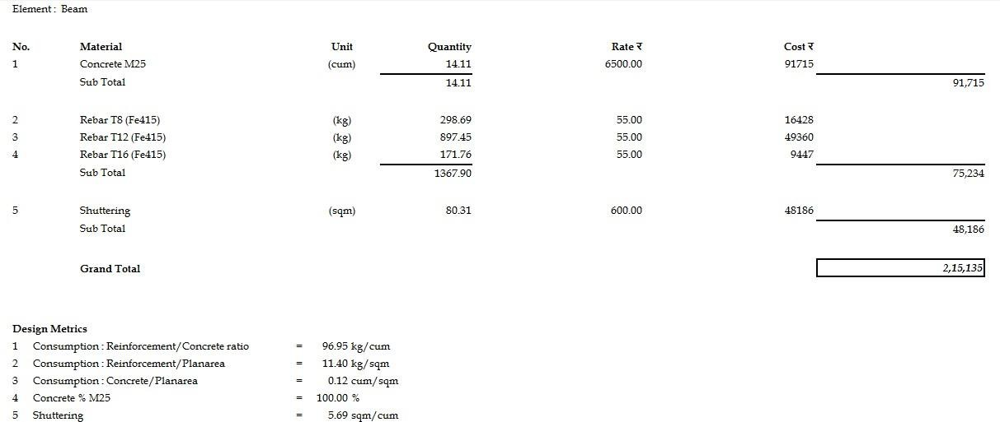 Element : Beam
No. Material Unit Quantity Rate ₹ Cost ₹
1 Concrete M25 (cum) 14.11 6500.00 91715
Sub Total 14.11 91,715
2 Rebar T8 (Fe415) (kg) 298.69 55.00 16428
3 Rebar T12 (Fe415) (kg) 897.45 55.00 49360
4 Rebar T16 (Fe415) (kg) 171.76 55.00 9447
Sub Total 1367.90 75,234
5 Shuttering (sqm) 80.31 600.00 48186
Sub Total 48,186
Grand Total 2,15,135
Design Metrics
1 Consumption : Reinforcement/Concrete ratio = 96.95 kg/cum
2 Consumption : Reinforcement/Planarea = 11.40 kg/sqm
3 Consumption : Concrete/Planarea = 0.12 cum/sqm
4 Concrete % M25 = 100.00 %
5 Shuttering = 5.69 sqm/cum